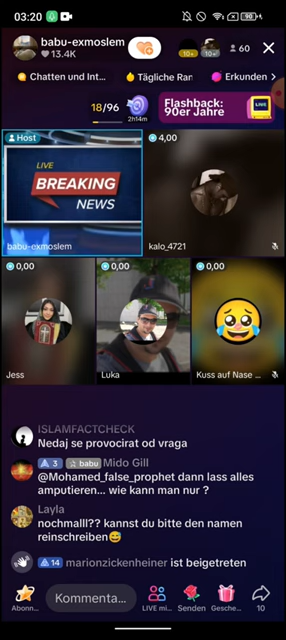 03:20
90
babu-exmoslem
13.4K
10+
10+
60
Chatten und Int...
Tägliche Ran
Erkunden
18/96
2h14m
Flashback:
90er Jahre
LIVE
Host
LIVE
BREAKING
NEWS
babu-exmoslem
4,00
kalo_4721
0,00
Jess
0,00
Luka
0,00
Kuss auf Nase ...
ISLAMFACTCHECK
Nedaj se provocirat od vraga
3 babu Mido Gill
@Mohamed_false_prophet dann lass alles
amputieren... wie kann man nur ?
Layla
nochmalll?? kannst du bitte den namen
reinschreiben😅
14 marionzickenheiner ist beigetreten
Kommenta...
Abonn...
LIVE mi...
Senden
Gesche...
10